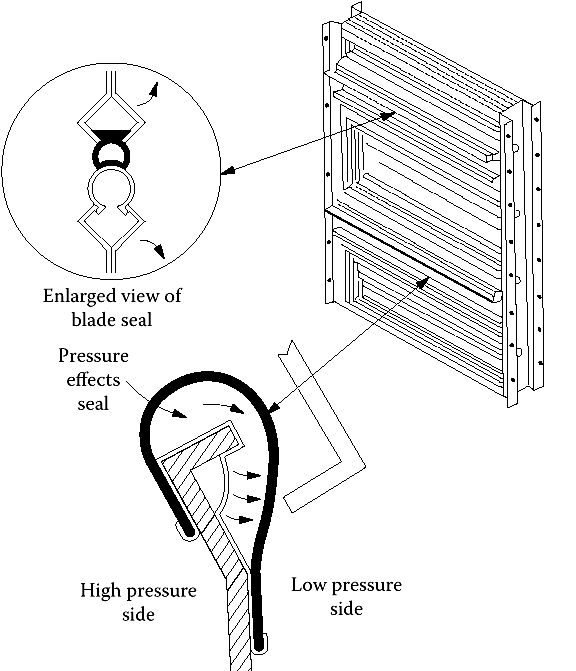 Enlarged view of
blade seal
Pressure
effects
seal
High pressure
side
Low pressure
side